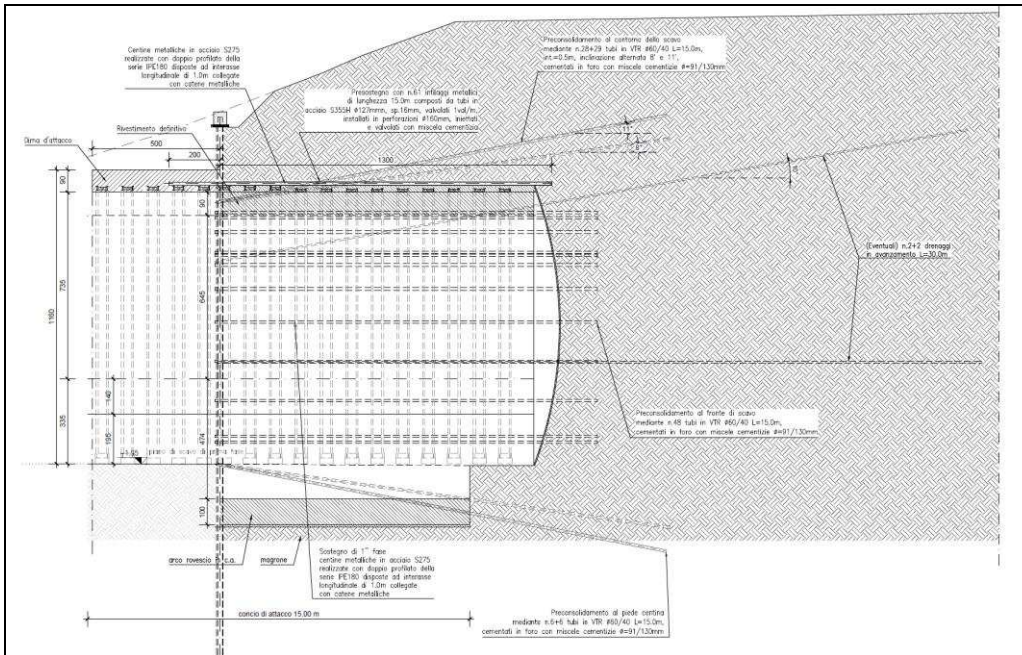 Centine metalliche in acciaio S275
realizzate con doppio profilato della
serie IPE180 disposte ad interasse
longitudinale di 1.0m collegate
con catene metalliche
Preconsolidamento al contorno dello scavo
mediante n.28+29 tubi in VTR ø60/40 L=15.0m,
int.=0.5m, inclinazione alternata 8° e 11°,
cementati in foro con miscele cementizie ø=91/130mm
Presostegno con n.61 infilaggi metallici
di lunghezza 15.0m composti da tubi in
acciaio S355H ø127mmn, sp.16mm, valvolati 1val/m,
installati in perforazioni ø160mm, iniettati
e valvolati con miscela cementizia
Rivestimento definitivo
Dima d'attacco
500
200
1300
11°
8°
90
90
735
1160
645
(Eventuali) n.2+2 drenaggi
in avanzamento L=30.0m
140
335
195
474
Preconsolidamento al fronte di scavo
mediante n.48 tubi in VTR ø60/40 L=15.0m,
cementati in foro con miscele cementizie ø=91/130mm
piano di scavo di prima fase
100
arco rovescio c.a.
magrone
Sostegno di 1^ fase
centine metalliche in acciaio S275
realizzate con doppio profilato della
serie IPE180 disposte ad interasse
longitudinale di 1.0m collegate
con catene metalliche
concio di attacco 15.00 m
Preconsolidamento al piede centina
mediante n.6+6 tubi in VTR ø60/40 L=15.0m,
cementati in foro con miscele cementizie ø=91/130mm